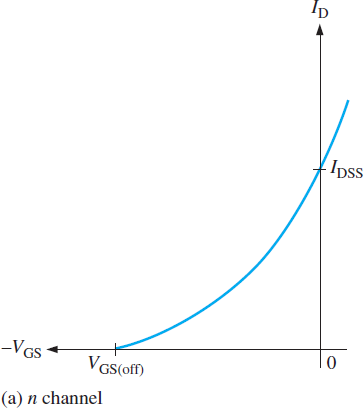 I_D
I_DSS
–V_GS
V_GS(off)
0
(a) n channel